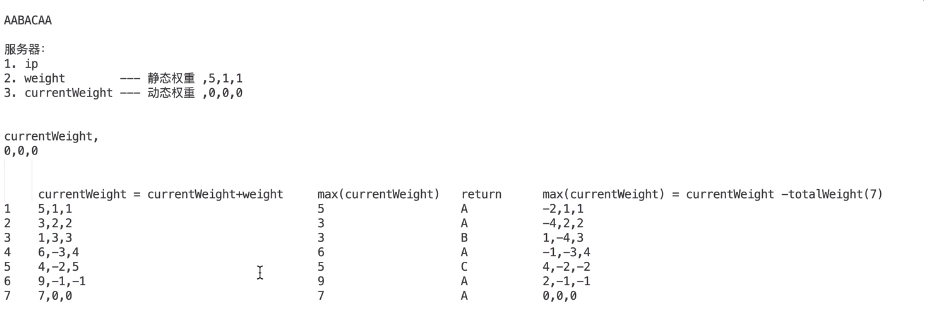 AABACAA
服务器:
1. ip
2. weight --- 静态权重 ,5,1,1
3. currentWeight --- 动态权重 ,0,0,0
currentWeight,
0,0,0
currentWeight = currentWeight+weight max(currentWeight) return max(currentWeight) = currentWeight -totalWeight(7)
1 5,1,1 5 A -2,1,1
2 3,2,2 3 A -4,2,2
3 1,3,3 3 B 1,-4,3
4 6,-3,4 6 A -1,-3,4
5 4,-2,5 5 C 4,-2,-2
6 9,-1,-1 9 A 2,-1,-1
7 7,0,0 7 A 0,0,0